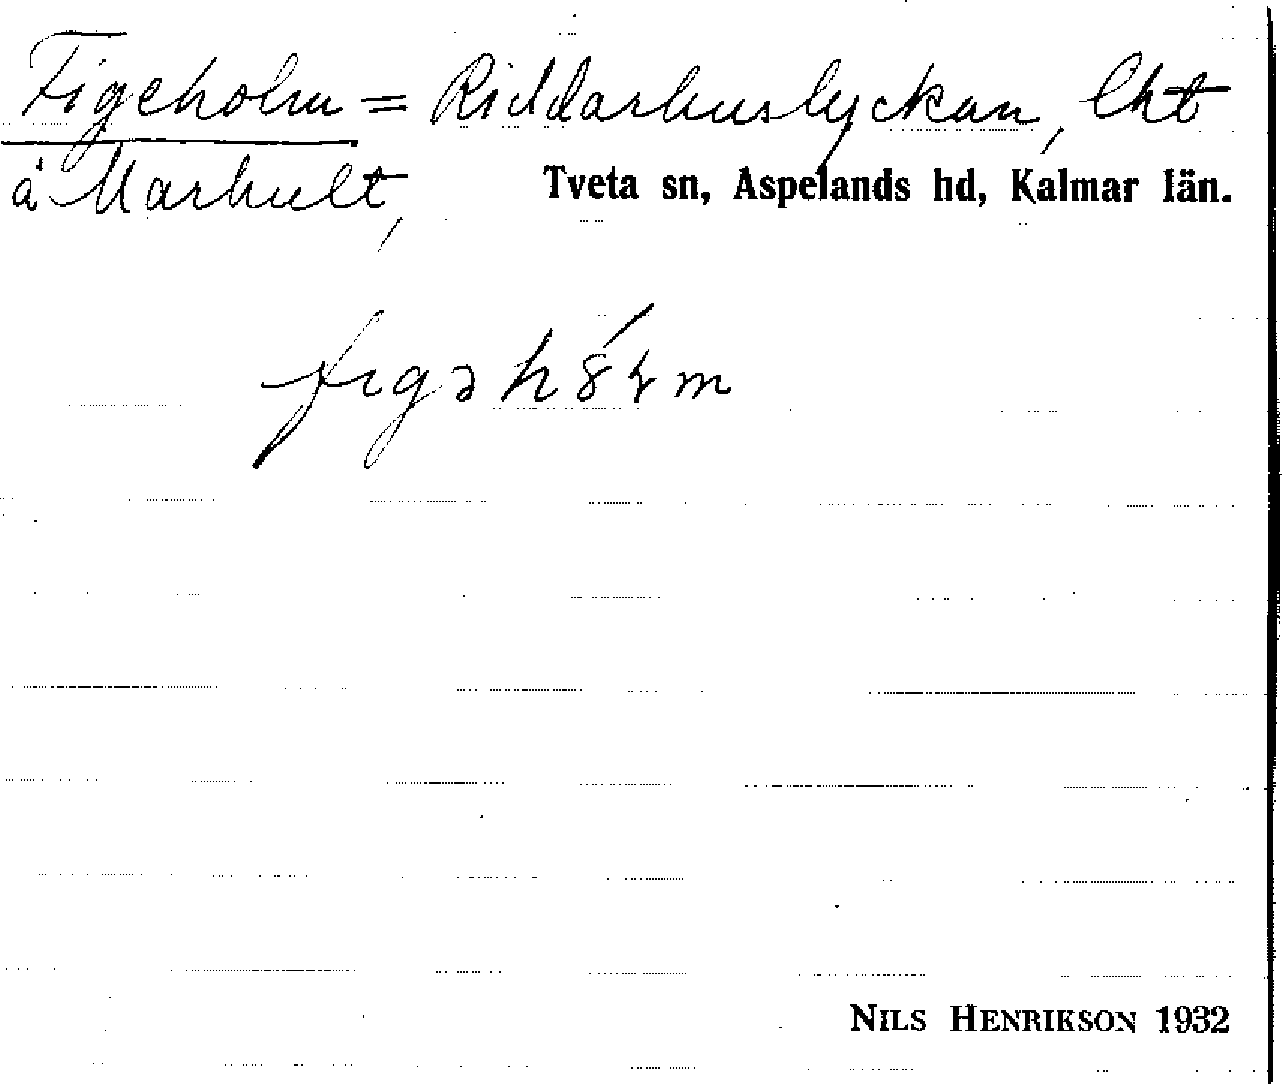 Figeholm = Riddarhuslyckan, lht
å Marhult, Tveta sn, Aspelands hd, Kalmar län.
NILS HENRIKSON 1932